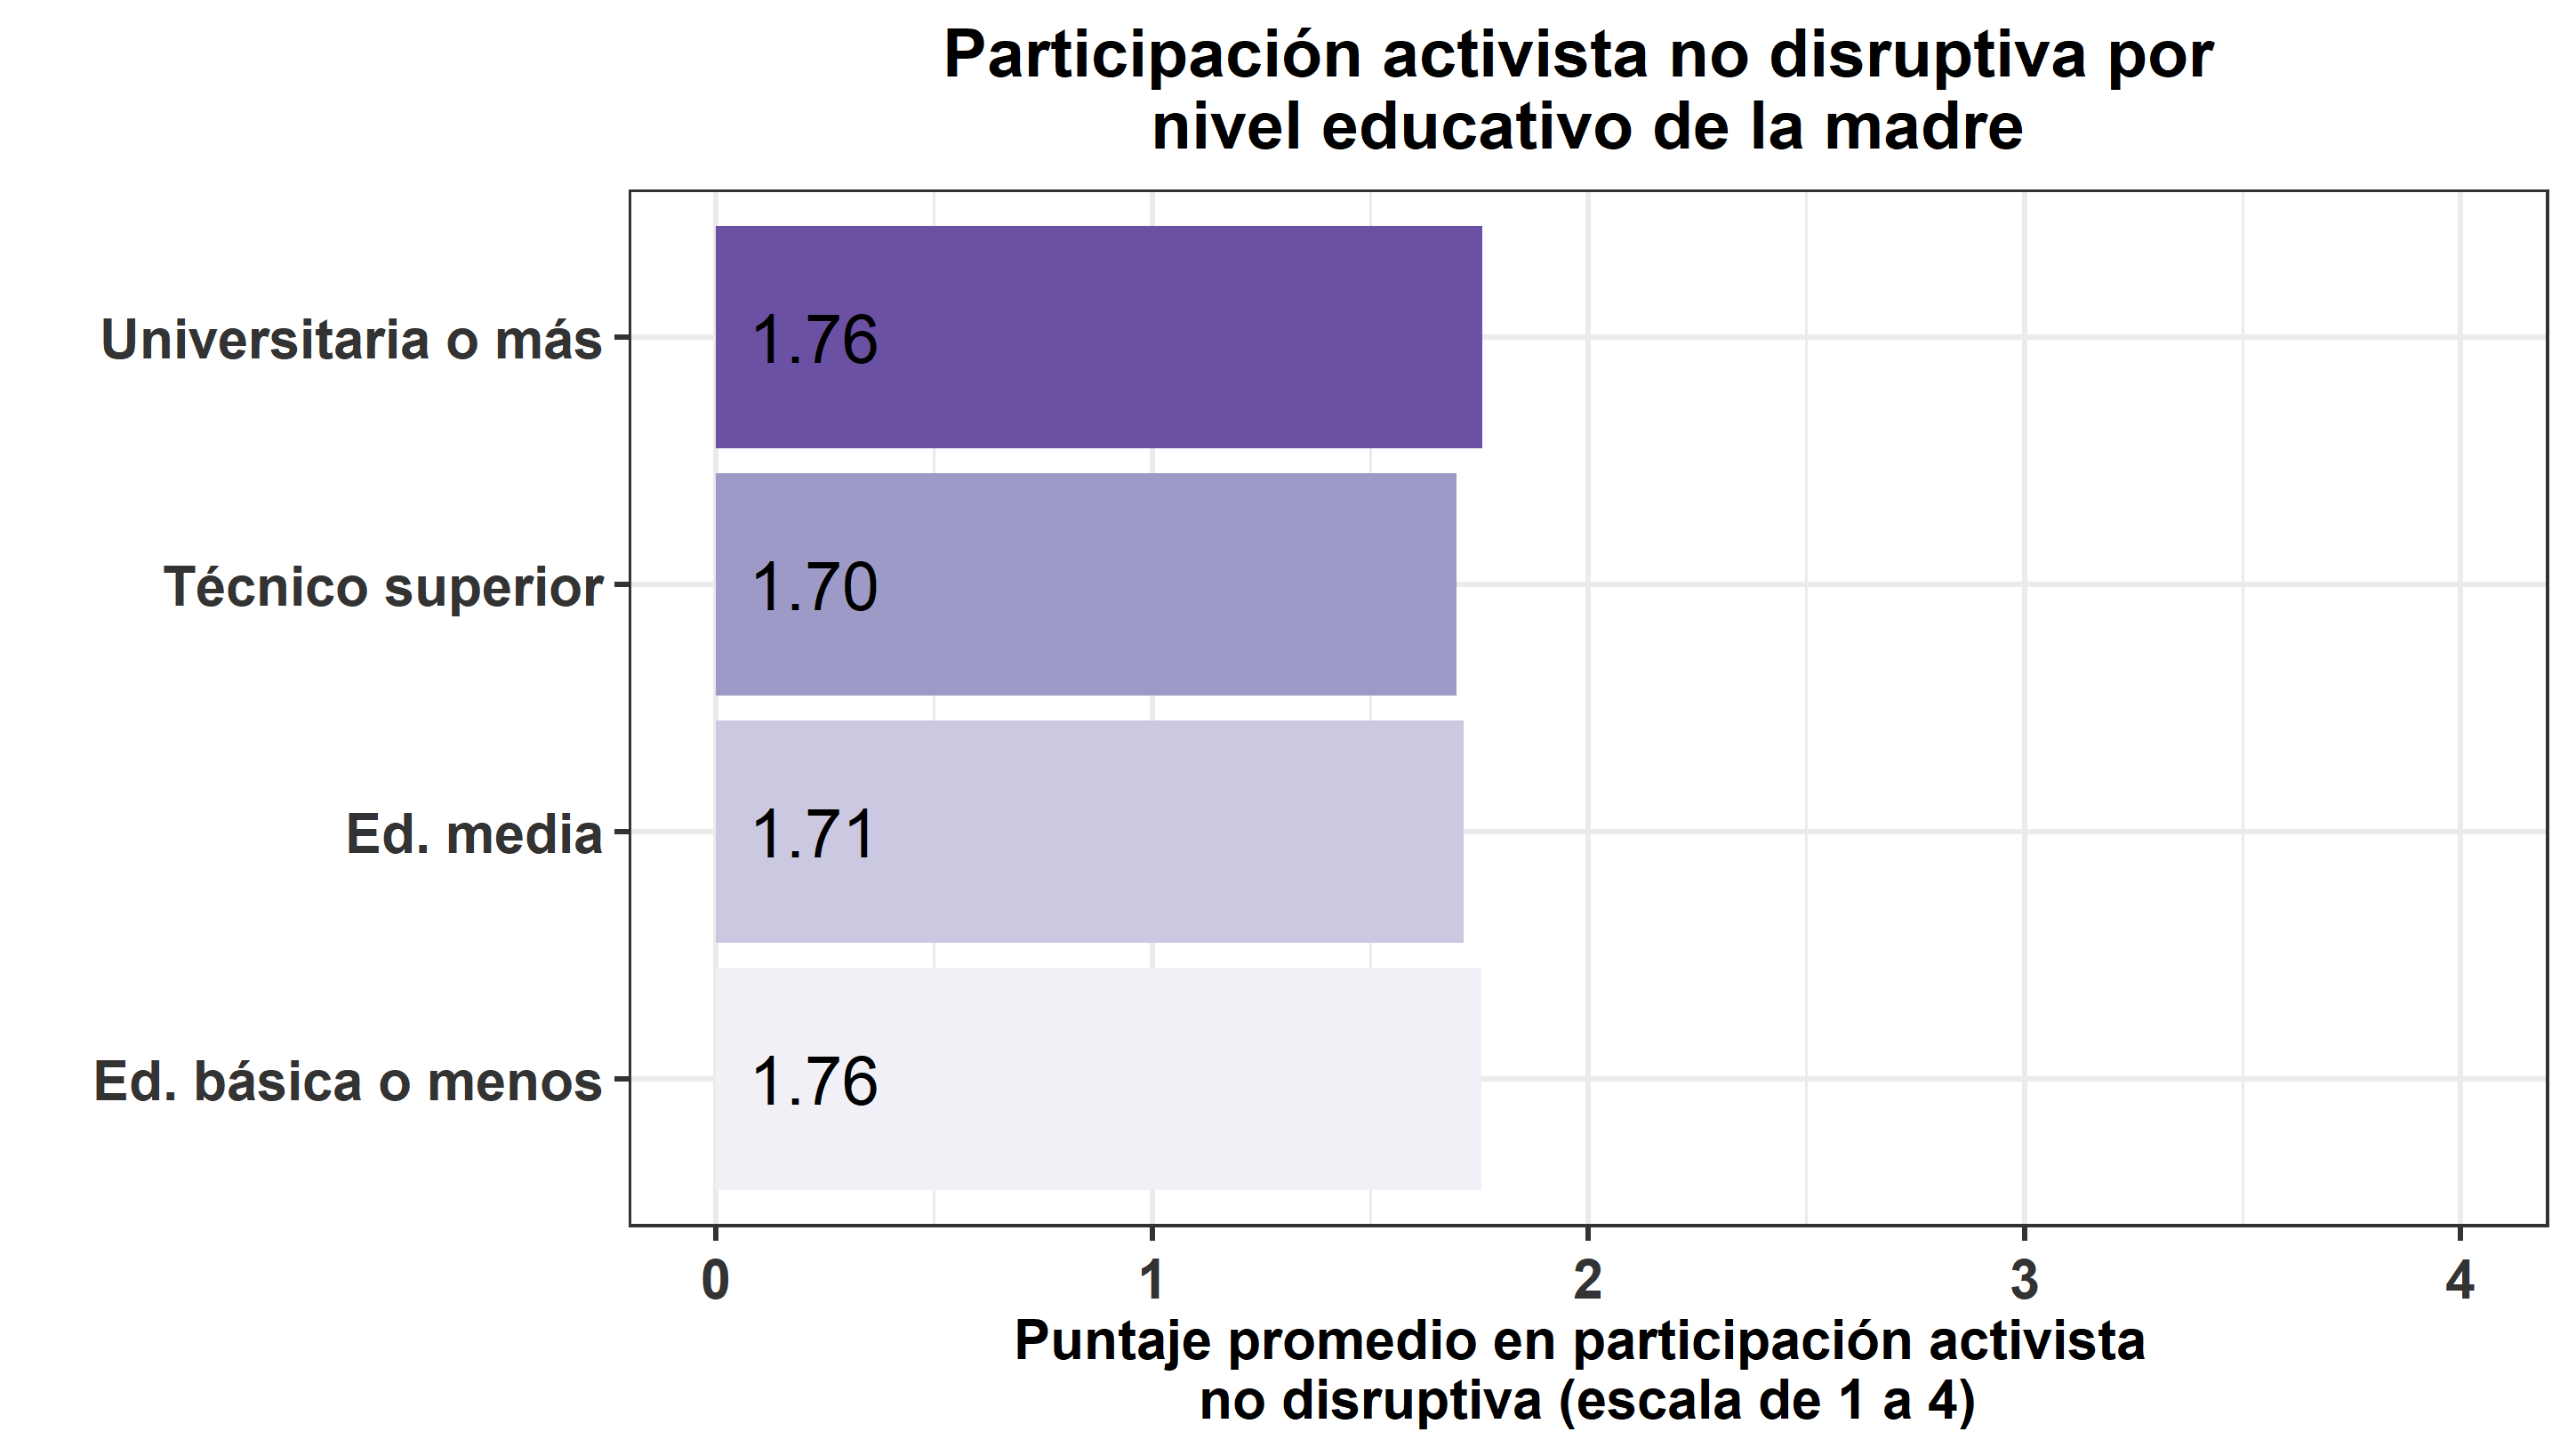 Participación activista no disruptiva por
nivel educativo de la madre
Universitaria o más
1.76
Técnico superior
1.70
Ed. media
1.71
Ed. básica o menos
1.76
0 1 2 3 4
Puntaje promedio en participación activista
no disruptiva (escala de 1 a 4)